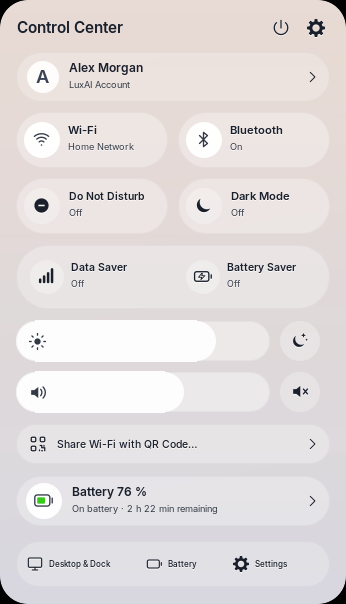 Control Center
A
Alex Morgan
LuxAI Account
Wi-Fi
Home Network
Bluetooth
On
Do Not Disturb
Off
Dark Mode
Off
Data Saver
Off
Battery Saver
Off
Share Wi-Fi with QR Code...
Battery 76 %
On battery · 2 h 22 min remaining
Desktop & Dock
Battery
Settings